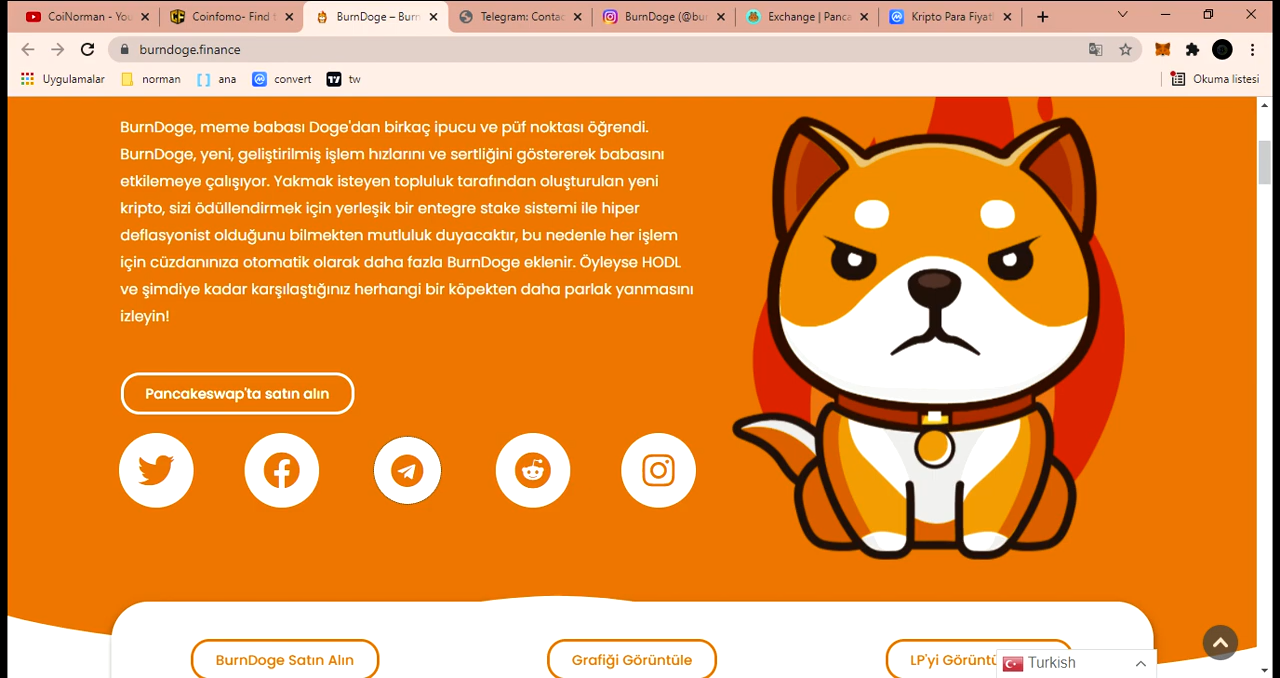 CoiNorman - You
Coinfomo- Find t
BurnDoge – Burn
Telegram: Contac
BurnDoge (@bu
Exchange | Panca
Kripto Para Fiyatl
burndoge.finance
Uygulamalar
norman
ana
convert
tw
Okuma listesi
BurnDoge, meme babası Doge'dan birkaç ipucu ve püf noktası öğrendi.
BurnDoge, yeni, geliştirilmiş işlem hızlarını ve sertliğini göstererek babasını
etkilemeye çalışıyor. Yakmak isteyen topluluk tarafından oluşturulan yeni
kripto, sizi ödüllendirmek için yerleşik bir entegre stake sistemi ile hiper
deflasyonist olduğunu bilmekten mutluluk duyacaktır, bu nedenle her işlem
için cüzdanınıza otomatik olarak daha fazla BurnDoge eklenir. Öyleyse HODL
ve şimdiye kadar karşılaştığınız herhangi bir köpekten daha parlak yanmasını
izleyin!
Pancakeswap'ta satın alın
BurnDoge Satın Alın
Grafiği Görüntüle
LP'yi Görüntü
Turkish